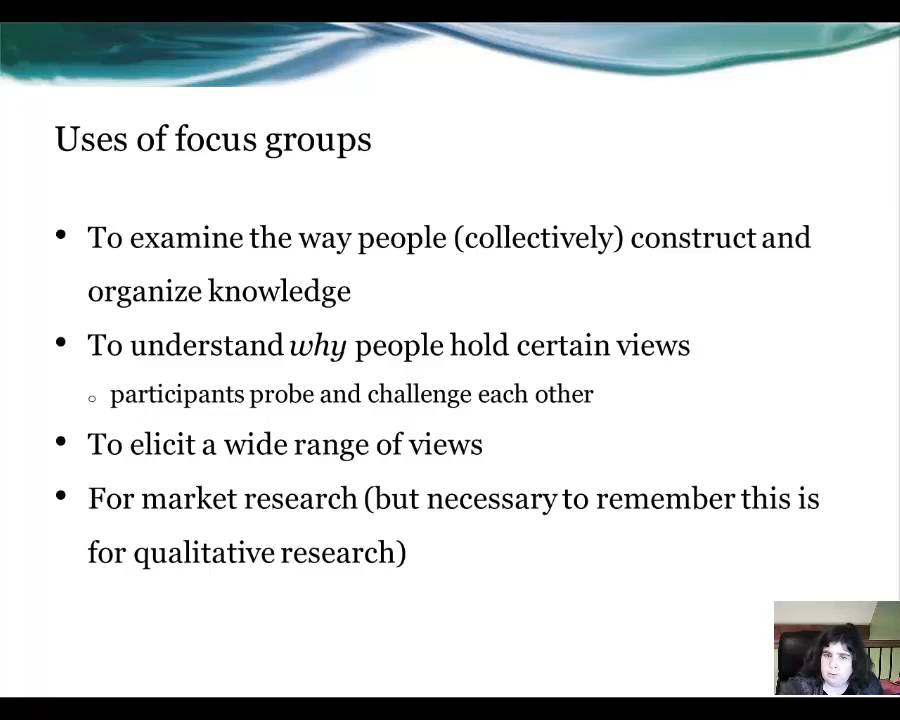 Uses of focus groups
• To examine the way people (collectively) construct and
organize knowledge
• To understand why people hold certain views
○ participants probe and challenge each other
• To elicit a wide range of views
• For market research (but necessary to remember this is
for qualitative research)